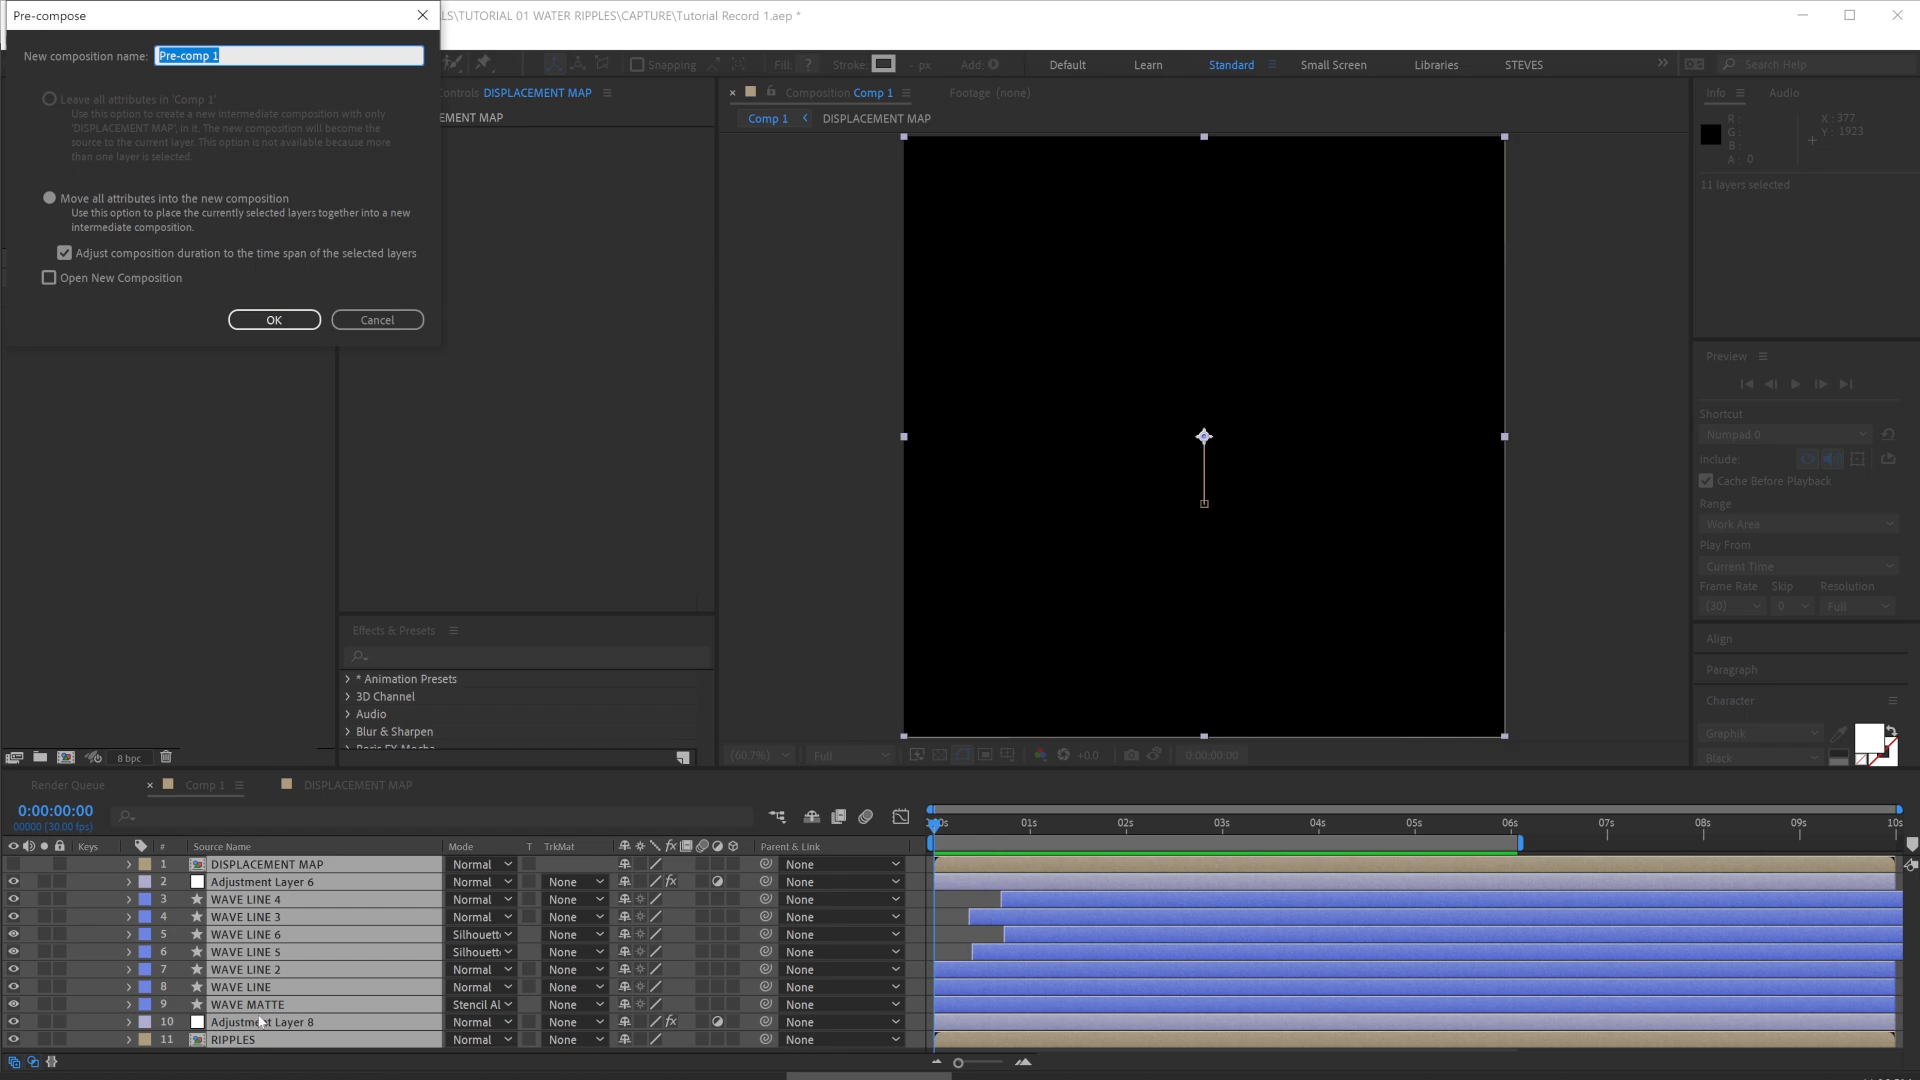 Pre-compose
LS\TUTORIAL 01 WATER RIPPLES\CAPTURE\Tutorial Record 1.aep *
New composition name: Pre-comp 1
Leave all attributes in 'Comp 1'
Use this option to create a new intermediate composition with only
'DISPLACEMENT MAP', in it. The new composition will become the
source to the current layer. This option is not available because more
than one layer is selected.
Move all attributes into the new composition
Use this option to place the currently selected layers together into a new
intermediate composition.
Adjust composition duration to the time span of the selected layers
Open New Composition
OK
Cancel
Snapping
Fill: ?
Stroke:
- px
Add:
Default
Learn
Standard
Small Screen
Libraries
STEVES
Search Help
ontrols DISPLACEMENT MAP
EMENT MAP
Composition Comp 1
Footage (none)
Comp 1
DISPLACEMENT MAP
Info
Audio
R :
G :
B :
A : 0
X : 377
Y : 1923
11 layers selected
Preview
Shortcut
Numpad 0
Include:
Cache Before Playback
Range
Work Area
Play From
Current Time
Frame Rate Skip Resolution
(30) 0 Full
Align
Paragraph
Character
Graphik
Black
Effects & Presets
* Animation Presets
3D Channel
Audio
Blur & Sharpen
Boris FX Mocha
8 bpc
(60.7%)
Full
+0.0
0:00:00:00
Render Queue
Comp 1
DISPLACEMENT MAP
0:00:00:00
00000 (30.00 fps)
01s 02s 03s 04s 05s 06s 07s 08s 09s 10s
Keys # Source Name Mode T TrkMat fx Parent & Link
1 DISPLACEMENT MAP Normal None
2 Adjustment Layer 6 Normal None fx None
3 WAVE LINE 4 Normal None None
4 WAVE LINE 3 Normal None None
5 WAVE LINE 6 Silhouett None None
6 WAVE LINE 5 Silhouett None None
7 WAVE LINE 2 Normal None None
8 WAVE LINE Normal None None
9 WAVE MATTE Stencil Al None None
10 Adjustment Layer 8 Normal None fx None
11 RIPPLES Normal None None